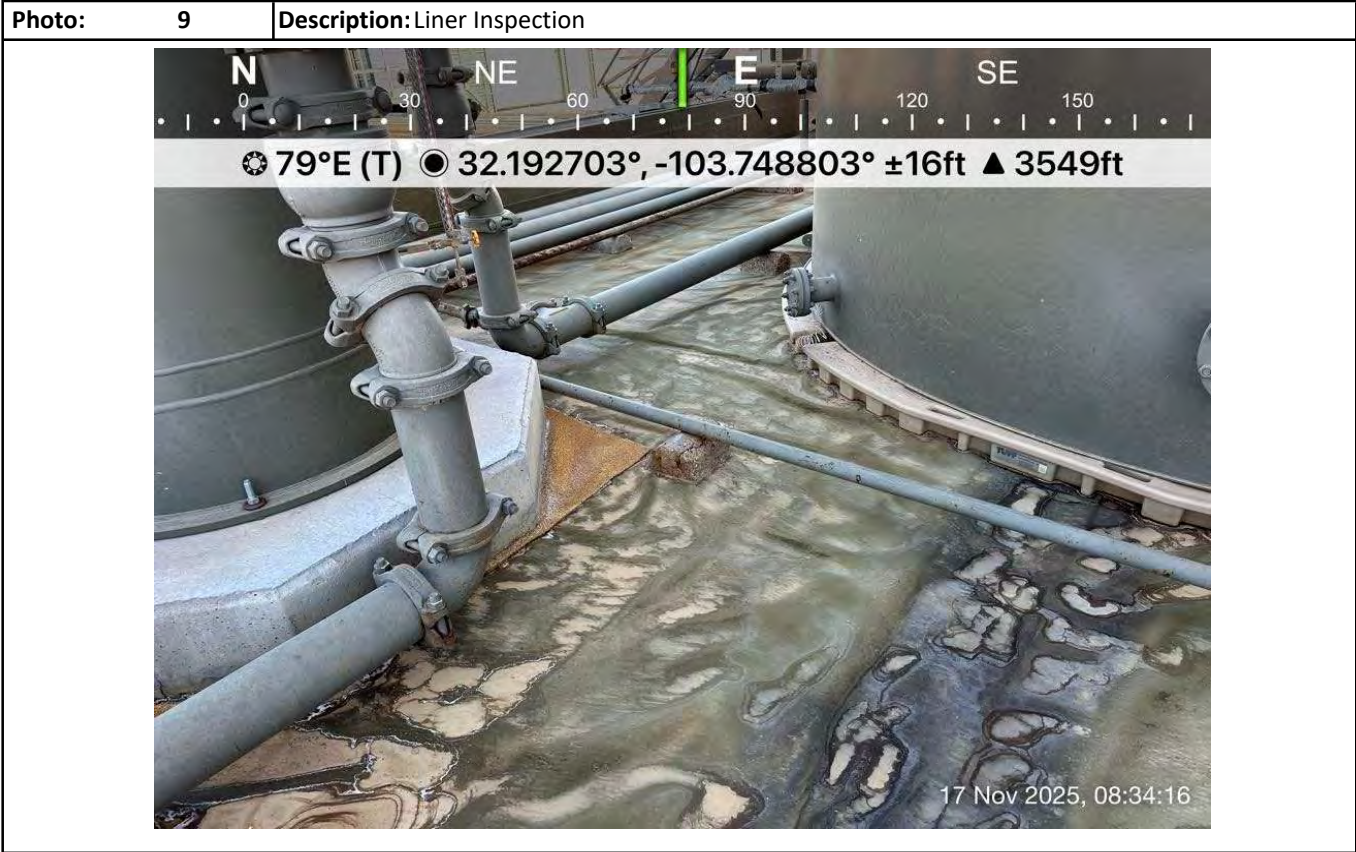 Photo: 9 Description: Liner Inspection
N NE E SE
0 30 60 90 120 150
79°E (T) 32.192703°, -103.748803° ±16ft ▲ 3549ft
17 Nov 2025, 08:34:16